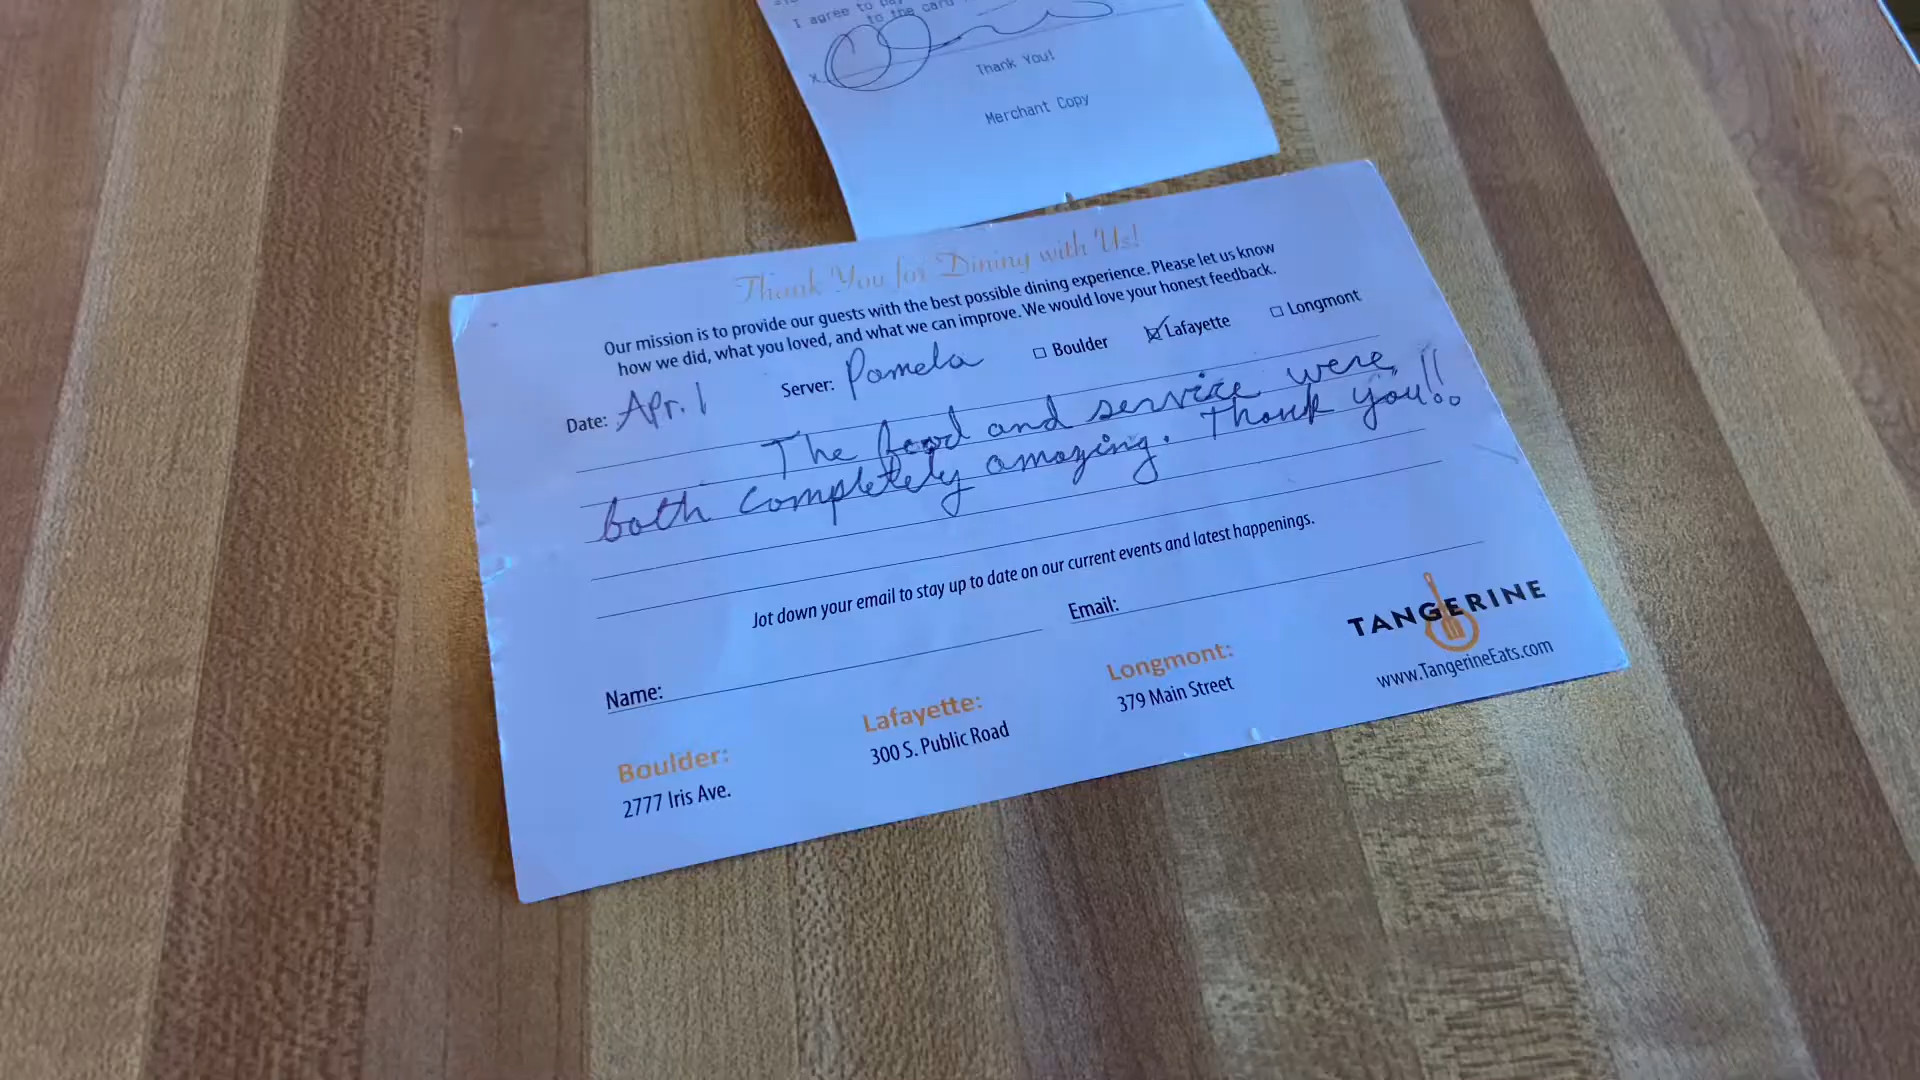 I agree to pay
to the card
x
Thank You!
Merchant Copy
Thank You for Dining with Us!
Our mission is to provide our guests with the best possible dining experience. Please let us know
how we did, what you loved, and what we can improve. We would love your honest feedback.
Date: Apr. 1 Server: Pamela □ Boulder ☒ Lafayette □ Longmont
The food and service were
both completely amazing. Thank you!!
Jot down your email to stay up to date on our current events and latest happenings.
Name: Email:
Boulder: Lafayette: Longmont:
2777 Iris Ave. 300 S. Public Road 379 Main Street
TANGERINE
www.TangerineEats.com